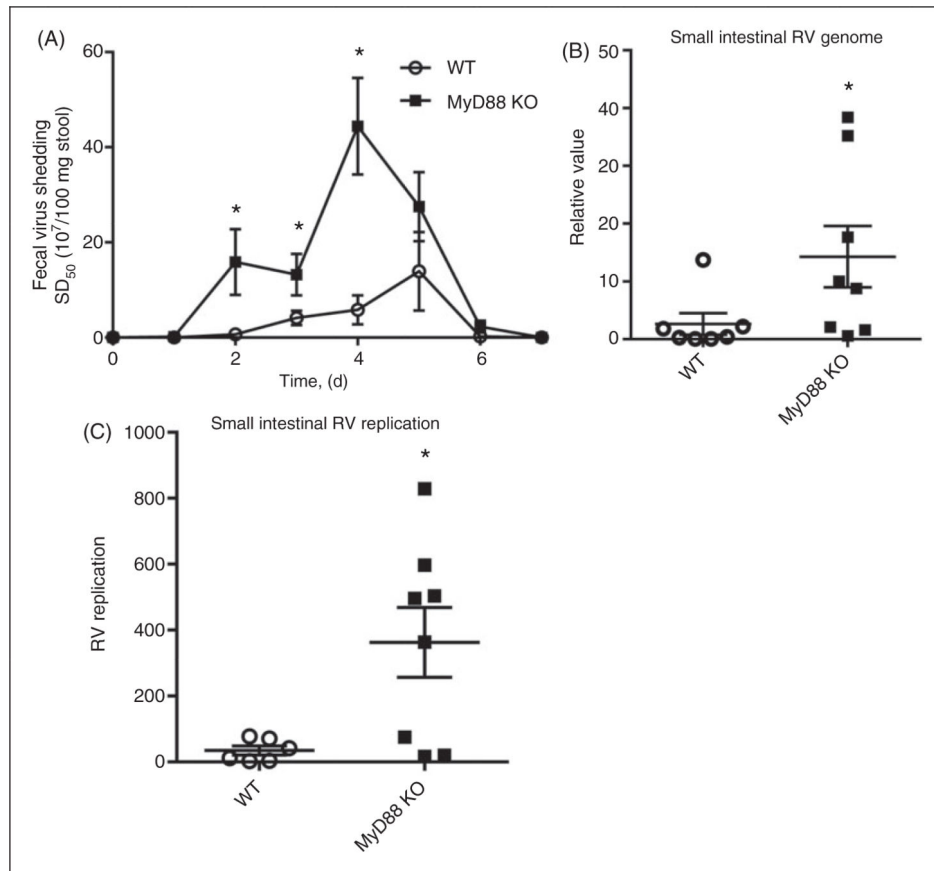 (A)
60
40
20
0
Fecal virus shedding
SD50 (10⁷/100 mg stool)
0
2
4
6
Time, (d)
*
*
*
WT
MyD88 KO
(B)
Small intestinal RV genome
50
20
20
10
0
Relative value
*
WT
MyD88 KO
(C)
Small intestinal RV replication
1000
800
600
400
200
0
RV replication
*
WT
MyD88 KO